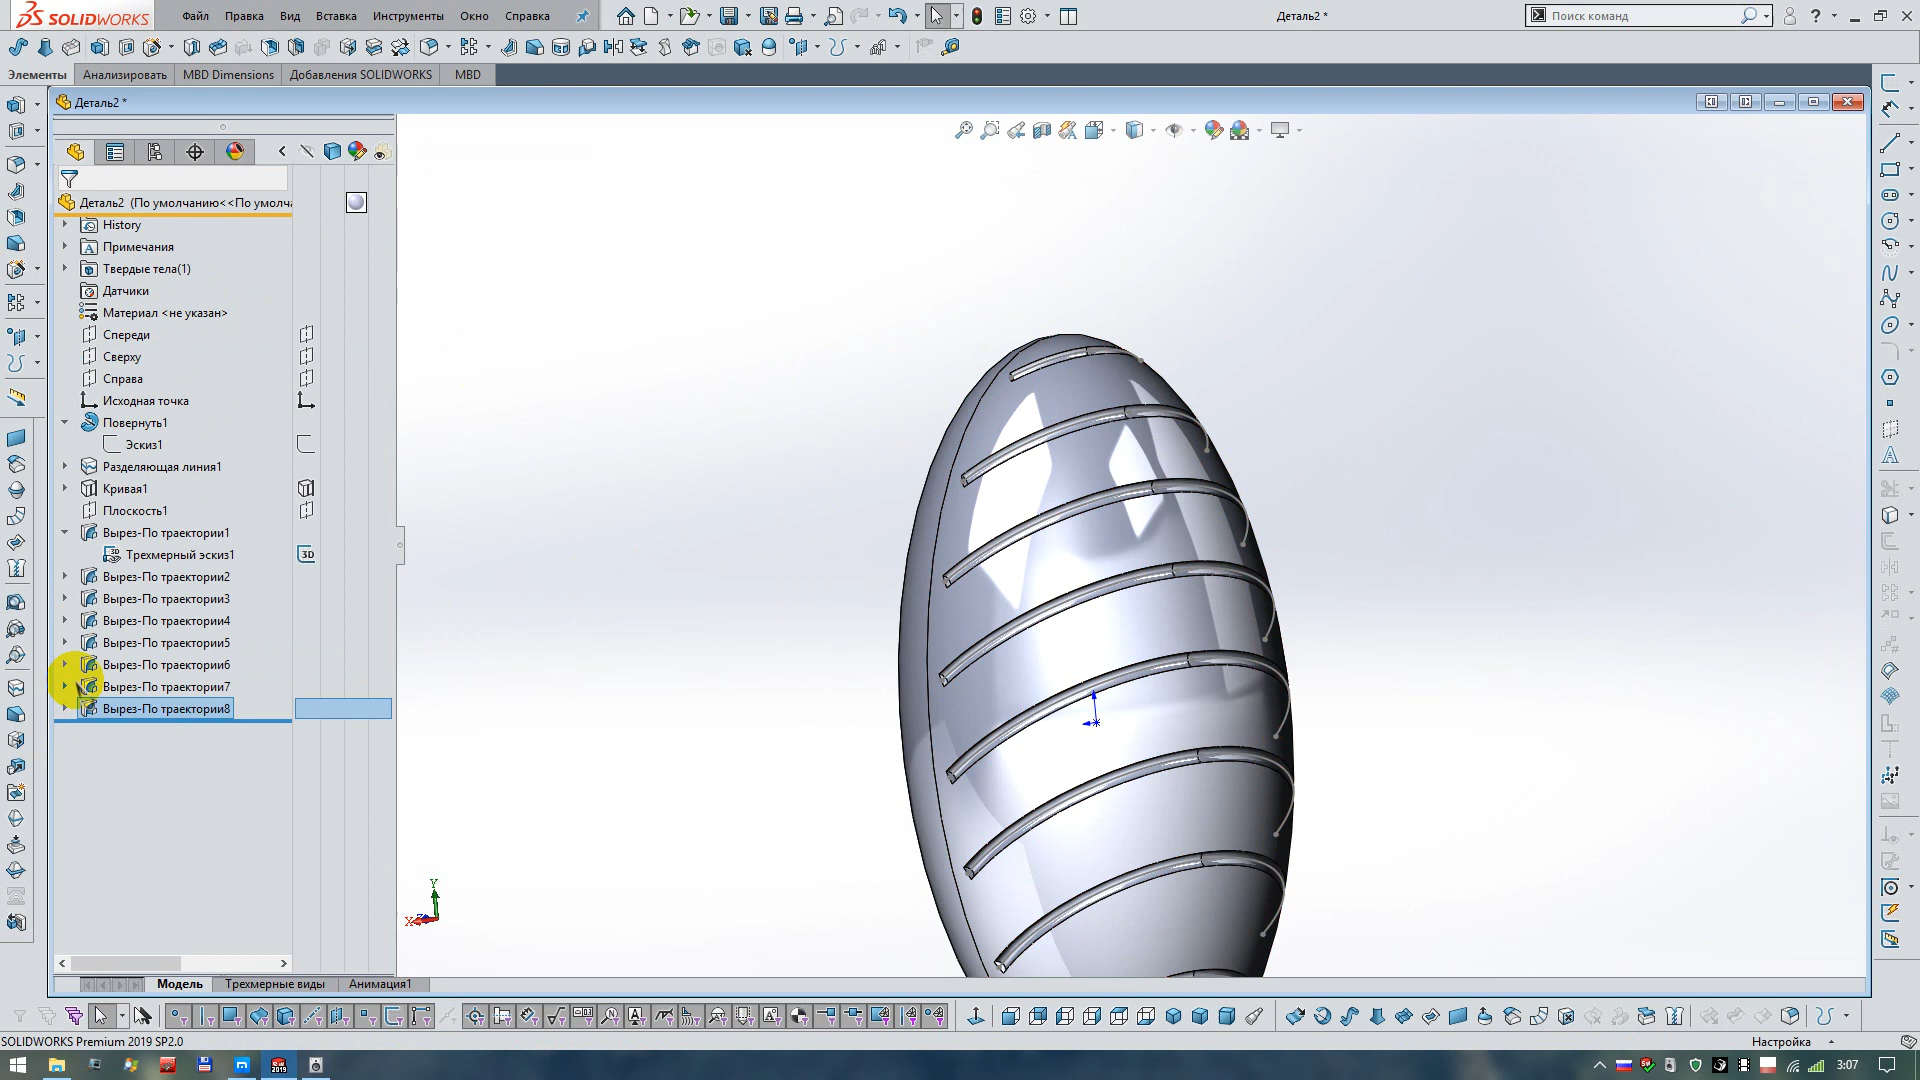 SOLIDWORKS
Файл Правка Вид Вставка Инструменты Окно Справка
Деталь2 *
Поиск команд
Элементы Анализировать MBD Dimensions Добавления SOLIDWORKS MBD
Деталь2 *
Деталь2 (По умолчанию<<По умолча
History
Примечания
Твердые тела(1)
Датчики
Материал <не указан>
Спереди
Сверху
Справа
Исходная точка
Повернуть1
Эскиз1
Разделяющая линия1
Кривая1
Плоскость1
Вырез-По траектории1
Трехмерный эскиз1
3D
Вырез-По траектории2
Вырез-По траектории3
Вырез-По траектории4
Вырез-По траектории5
Вырез-По траектории6
Вырез-По траектории7
Вырез-По траектории8
Y
X
Модель Трехмерные виды Анимация1
SOLIDWORKS Premium 2019 SP2.0
Настройка
3:07